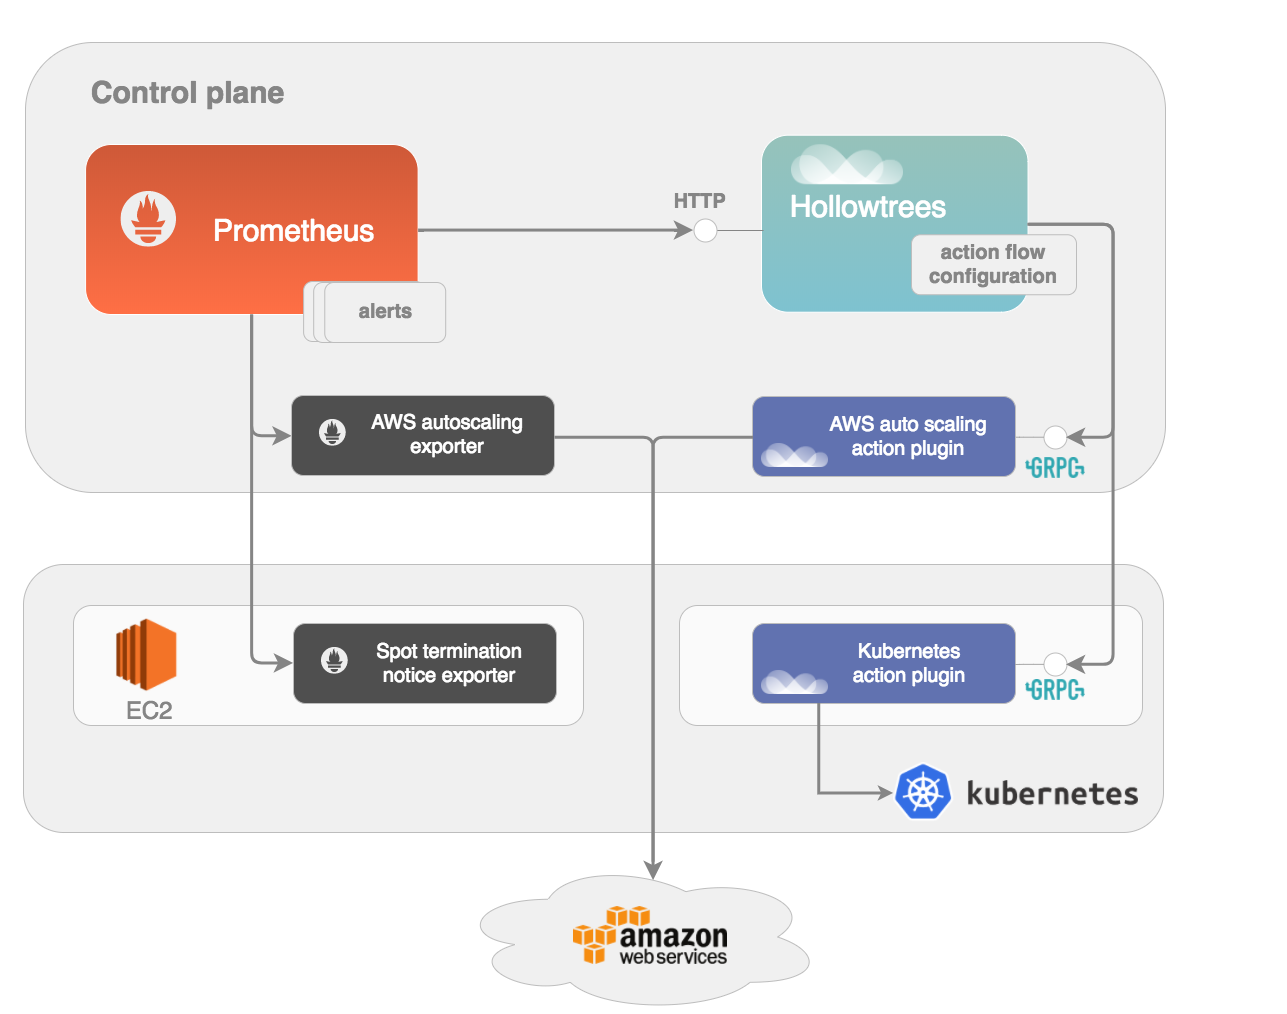 Control plane
Prometheus
alerts
HTTP
Hollowtrees
action flow
configuration
AWS autoscaling
exporter
AWS auto scaling
action plugin
GRPC
EC2
Spot termination
notice exporter
Kubernetes
action plugin
GRPC
kubernetes
amazon
web services